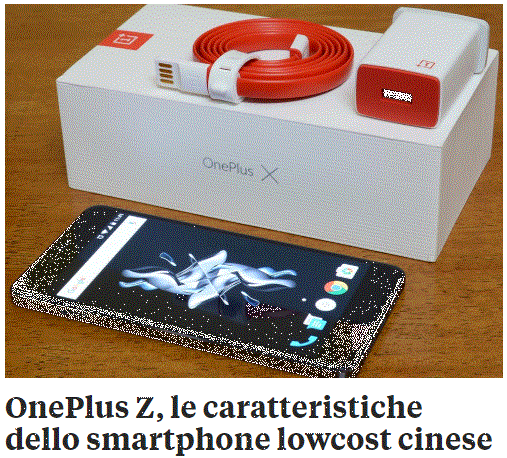 OnePlus X
OnePlus Z, le caratteristiche
dello smartphone lowcost cinese